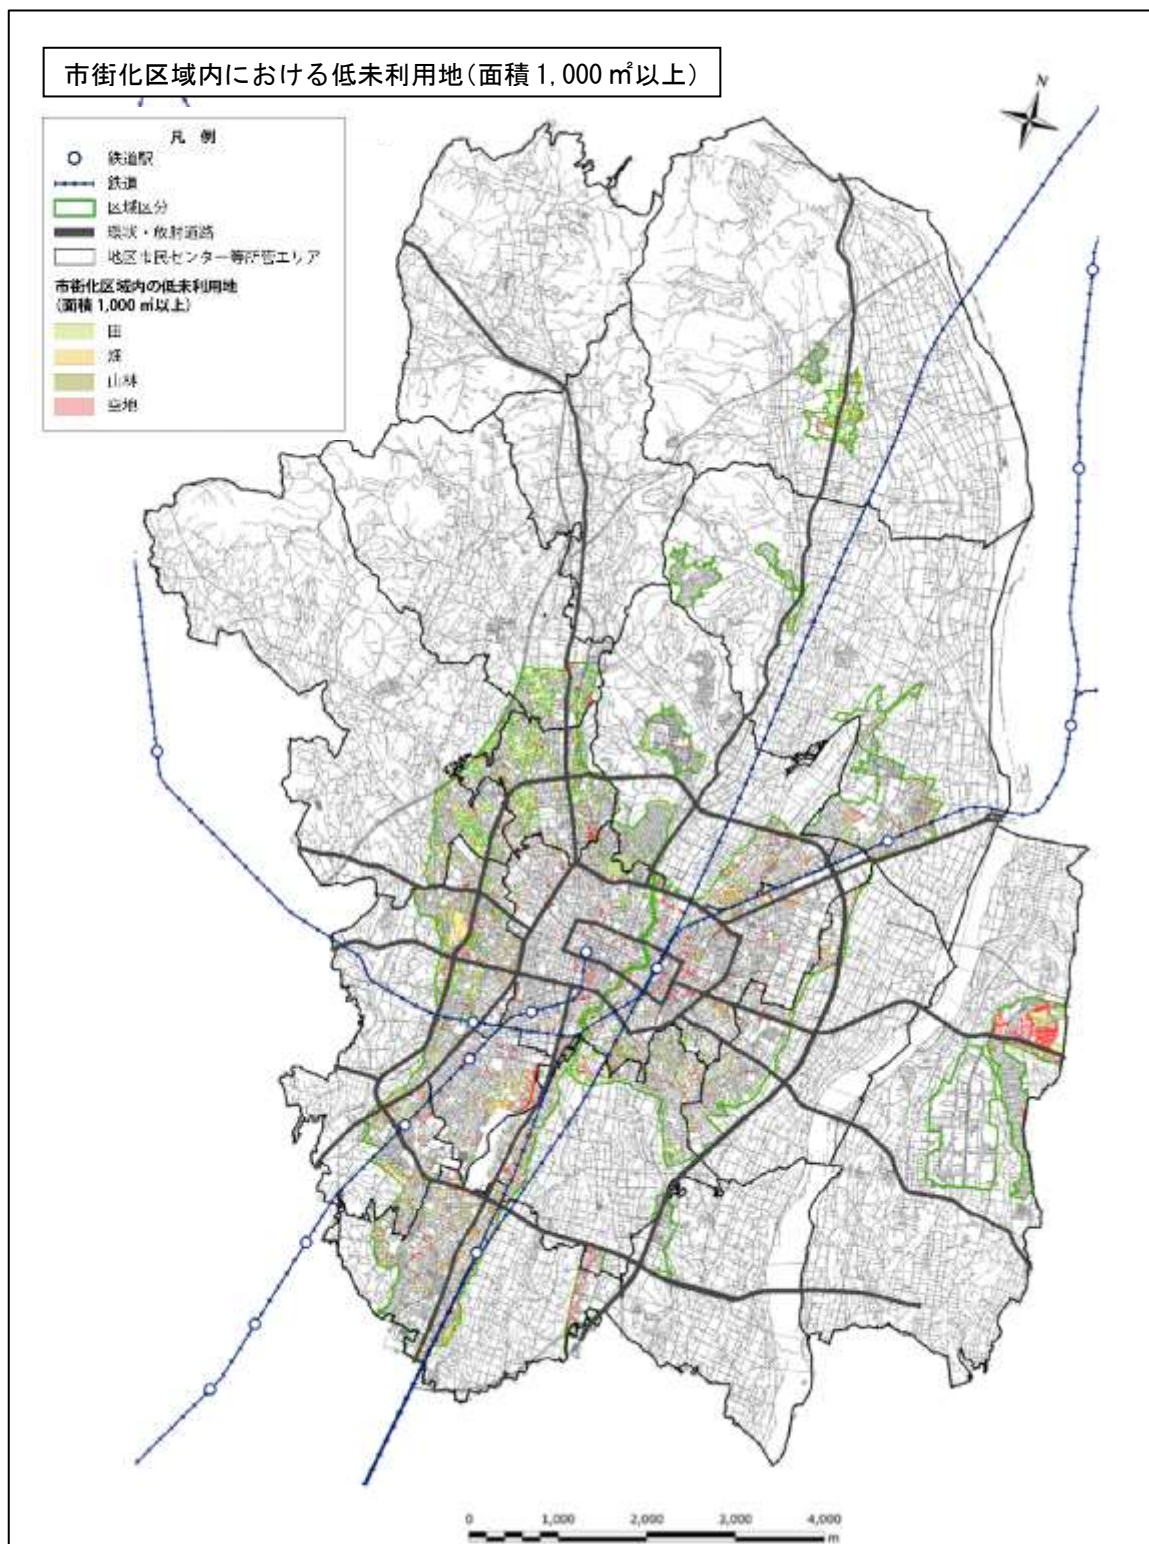 市街化区域内における低未利用地(面積1,000㎡以上)
N
凡 例
鉄道駅
鉄道
区域区分
環状・放射道路
地区市民センター等所管エリア
市街化区域内の低未利用地
(面積 1,000 ㎡以上)
田
畑
山林
空地
0 1,000 2,000 3,000 4,000
m